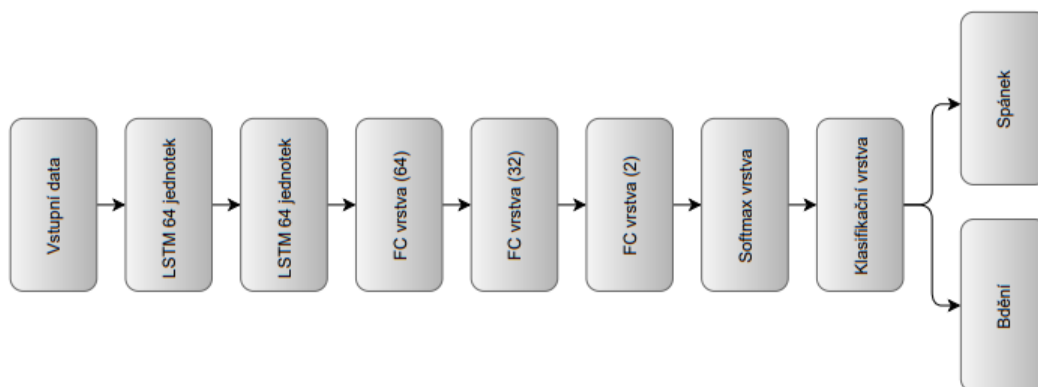 Vstupní data
LSTM 64 jednotek
LSTM 64 jednotek
FC vrstva (64)
FC vrstva (32)
FC vrstva (2)
Softmax vrstva
Klasifikační vrstva
Spánek
Bdění